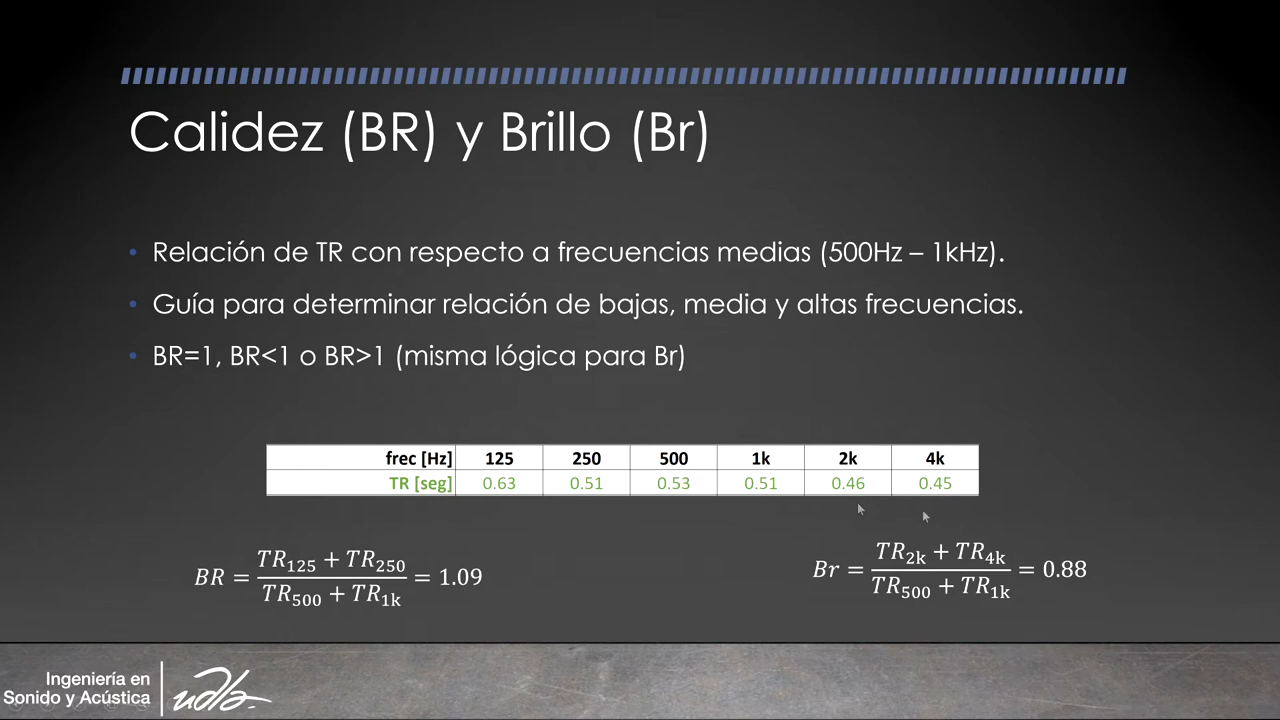 Calidez (BR) y Brillo (Br)
• Relación de TR con respecto a frecuencias medias (500Hz – 1kHz).
• Guía para determinar relación de bajas, media y altas frecuencias.
• BR=1, BR<1 o BR>1 (misma lógica para Br)
frec [Hz] 125 250 500 1k 2k 4k
TR [seg] 0.63 0.51 0.53 0.51 0.46 0.45
BR = (TR₁₂₅ + TR₂₅₀) / (TR₅₀₀ + TR₁ₖ) = 1.09
Br = (TR₂ₖ + TR₄ₖ) / (TR₅₀₀ + TR₁ₖ) = 0.88
Ingeniería en
Sonido y Acústica
udla